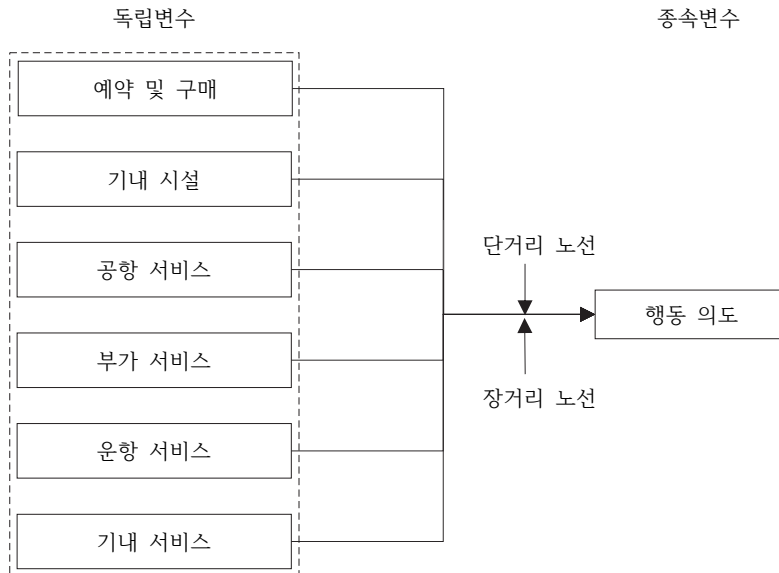 독립변수
종속변수
예약 및 구매
기내 시설
공항 서비스
부가 서비스
운항 서비스
기내 서비스
단거리 노선
장거리 노선
행동 의도